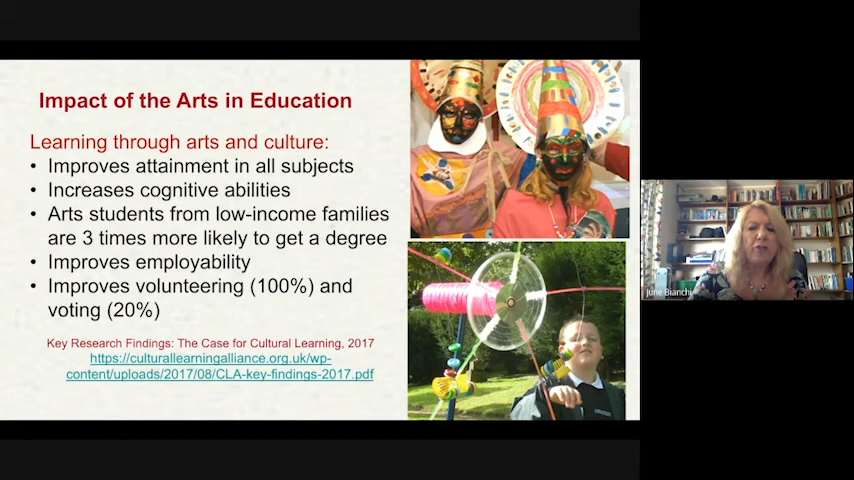 Impact of the Arts in Education
Learning through arts and culture:
• Improves attainment in all subjects
• Increases cognitive abilities
• Arts students from low-income families
are 3 times more likely to get a degree
• Improves employability
• Improves volunteering (100%) and
voting (20%)
Key Research Findings: The Case for Cultural Learning, 2017
https://culturallearningalliance.org.uk/wp-
content/uploads/2017/08/CLA-key-findings-2017.pdf
June Bianchi